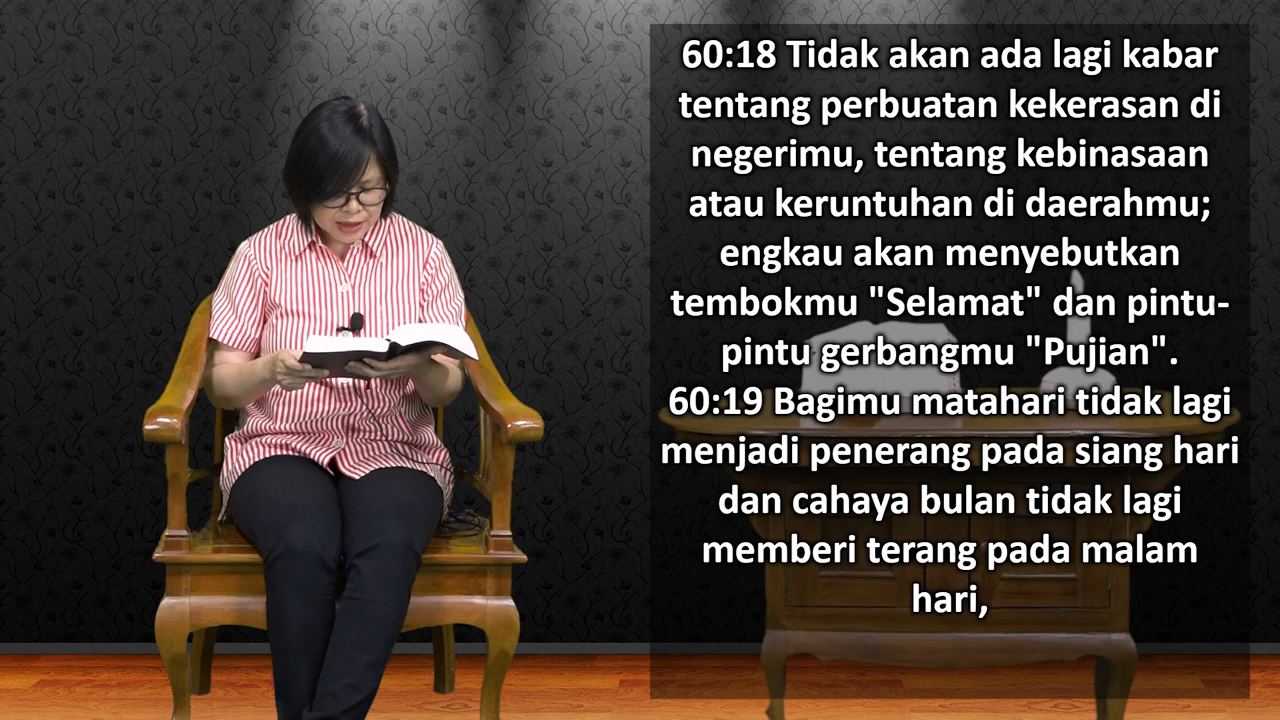 60:18 Tidak akan ada lagi kabar
tentang perbuatan kekerasan di
negerimu, tentang kebinasaan
atau keruntuhan di daerahmu;
engkau akan menyebutkan
tembokmu "Selamat" dan pintu-
pintu gerbangmu "Pujian".
60:19 Bagimu matahari tidak lagi
menjadi penerang pada siang hari
dan cahaya bulan tidak lagi
memberi terang pada malam
hari,